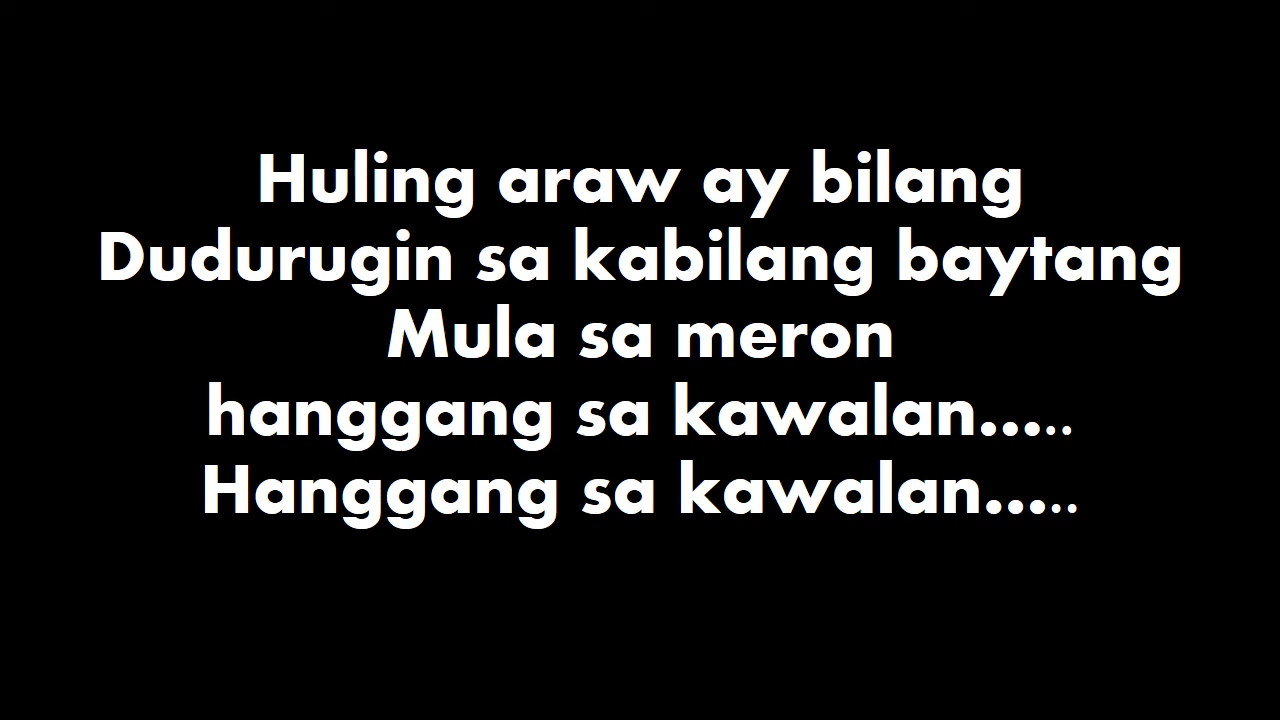 Huling araw ay bilang
Dudurugin sa kabilang baytang
Mula sa meron
hanggang sa kawalan.....
Hanggang sa kawalan.....